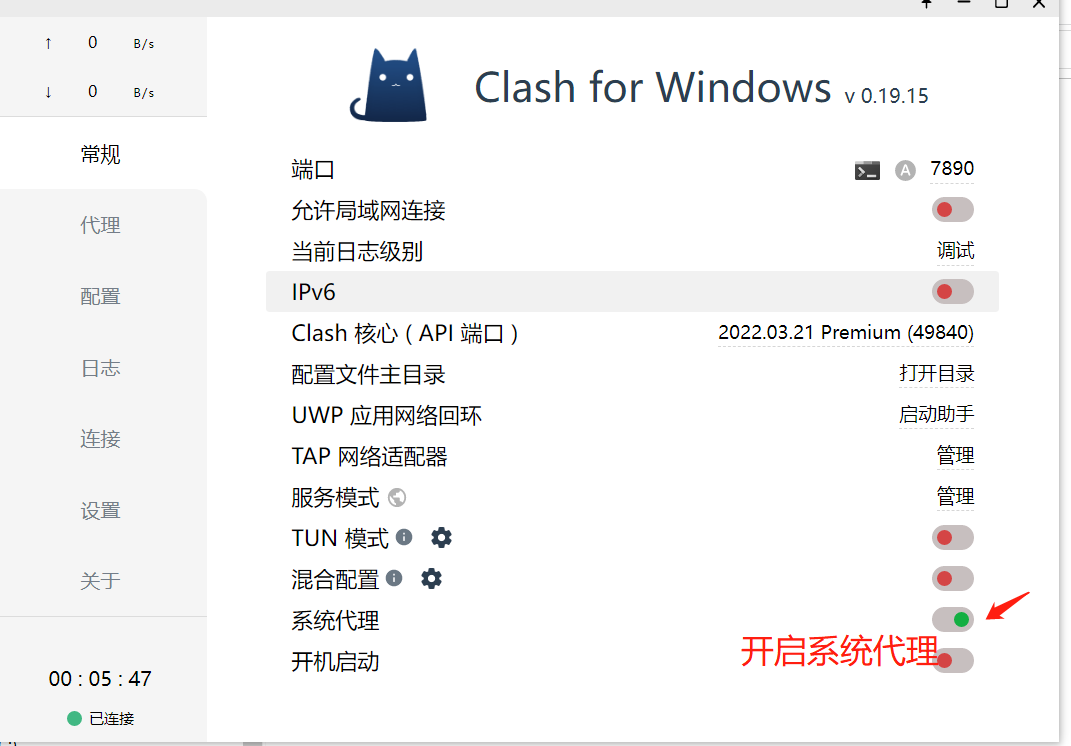 ↑ 0 B/s
↓ 0 B/s
常规
代理
配置
日志
连接
设置
关于
00 : 05 : 47
已连接
Clash for Windows v 0.19.15
端口 A 7890
允许局域网连接
当前日志级别 调试
IPv6
Clash 核心 ( API 端口 ) 2022.03.21 Premium (49840)
配置文件主目录 打开目录
UWP 应用网络回环 启动助手
TAP 网络适配器 管理
服务模式 管理
TUN 模式
混合配置
系统代理
开启系统代理
开机启动